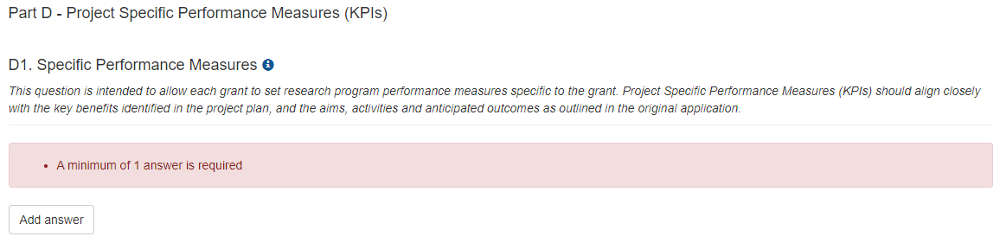 Part D - Project Specific Performance Measures (KPIs)
D1. Specific Performance Measures
This question is intended to allow each grant to set research program performance measures specific to the grant. Project Specific Performance Measures (KPIs) should align closely
with the key benefits identified in the project plan, and the aims, activities and anticipated outcomes as outlined in the original application.
• A minimum of 1 answer is required
Add answer